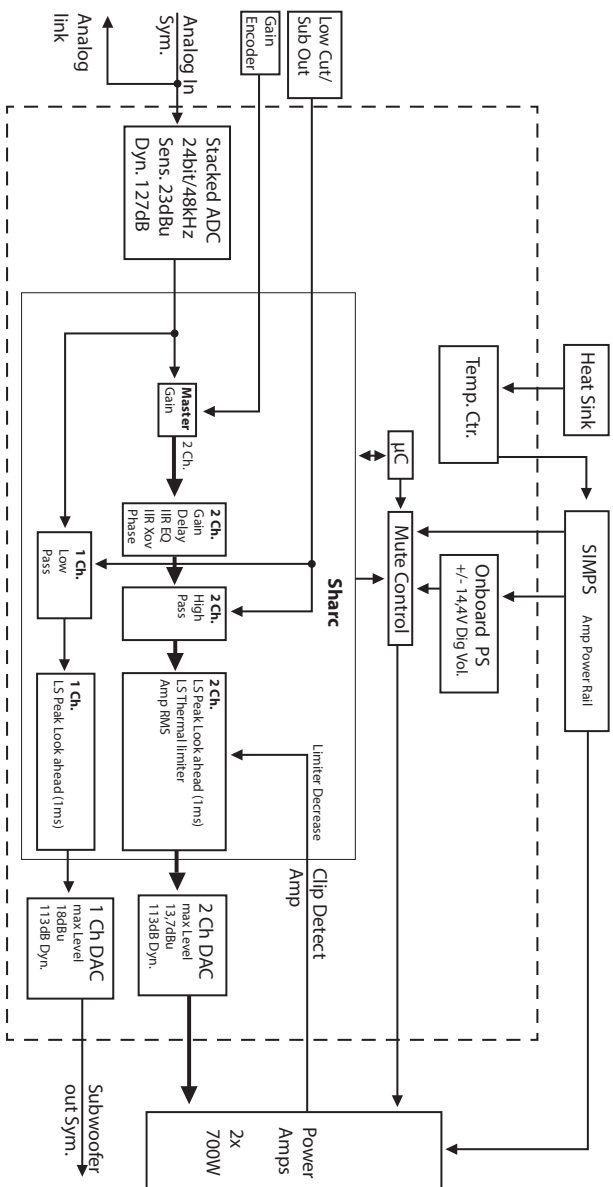 Heat Sink
SIMPS
Amp Power Rail
Temp. Ctr.
Onboard PS
+/- 14,4V Dig Vol.
Low Cut/
Sub Out
Gain
Encoder
µC
Mute Control
Sharc
Clip Detect
Amp
Limiter Decrease
Analog In
Sym.
Analog
link
Stacked ADC
24bit/48kHz
Sens. 23dBu
Dyn. 127dB
Master
Gain
2 Ch.
2 Ch.
Gain
Delay
IIR EQ
IIR Xov
Phase
2 Ch.
High
Pass
2 Ch.
LS Peak Look ahead (1ms)
LS Thermal limiter
Amp RMS
2 Ch DAC
max Level
13,7dBu
113dB Dyn.
Power
Amps
2x
700W
1 Ch.
Low
Pass
1 Ch.
LS Peak Look ahead (1ms)
1 Ch DAC
max Level
18dBu
113dB Dyn.
Subwoofer
out Sym.